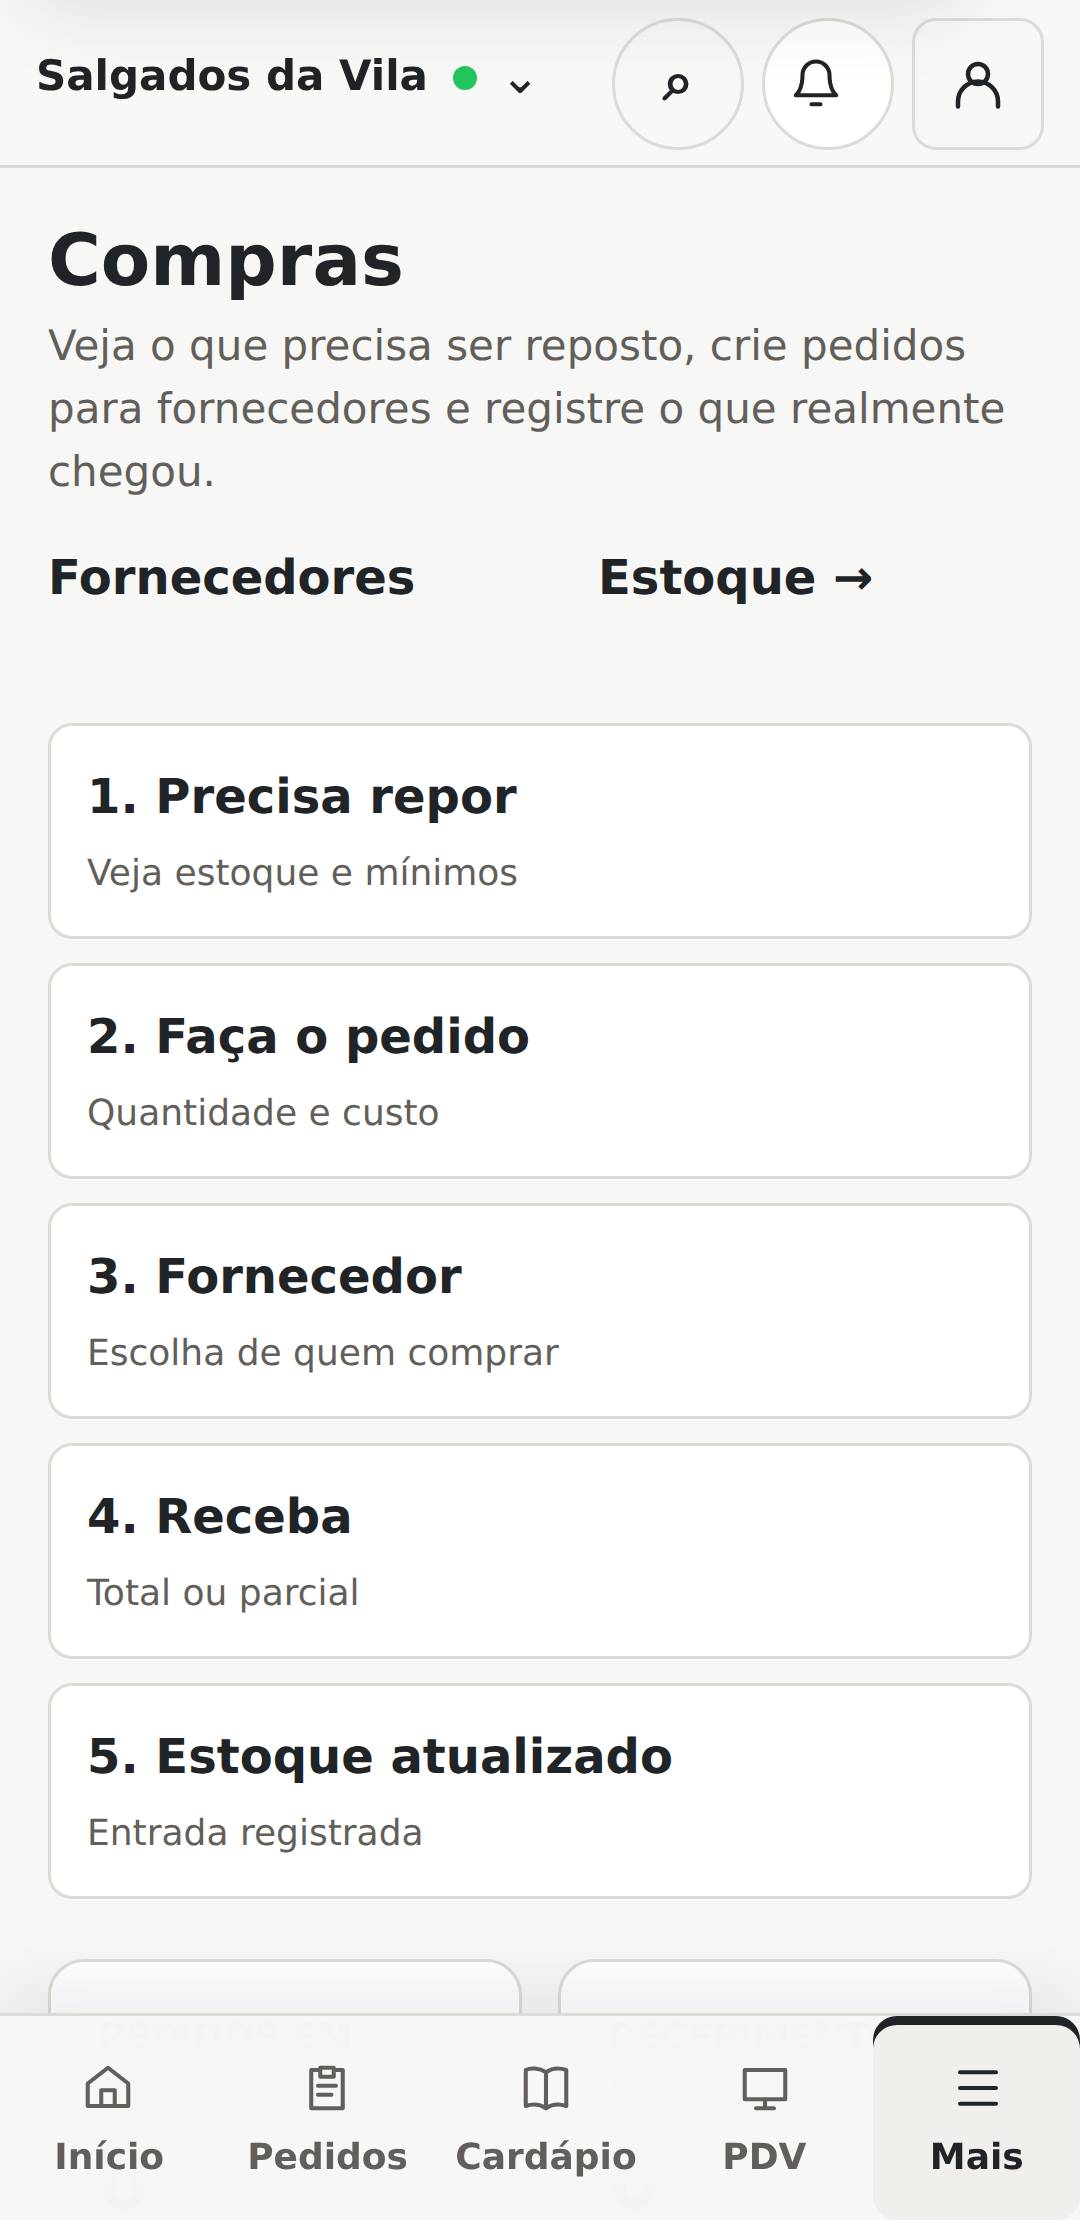 Salgados da Vila
Compras
Veja o que precisa ser reposto, crie pedidos
para fornecedores e registre o que realmente
chegou.
Fornecedores
Estoque →
1. Precisa repor
Veja estoque e mínimos
2. Faça o pedido
Quantidade e custo
3. Fornecedor
Escolha de quem comprar
4. Receba
Total ou parcial
5. Estoque atualizado
Entrada registrada
PEDIDOS EM
Início
Pedidos
Cardápio
PDV
Mais